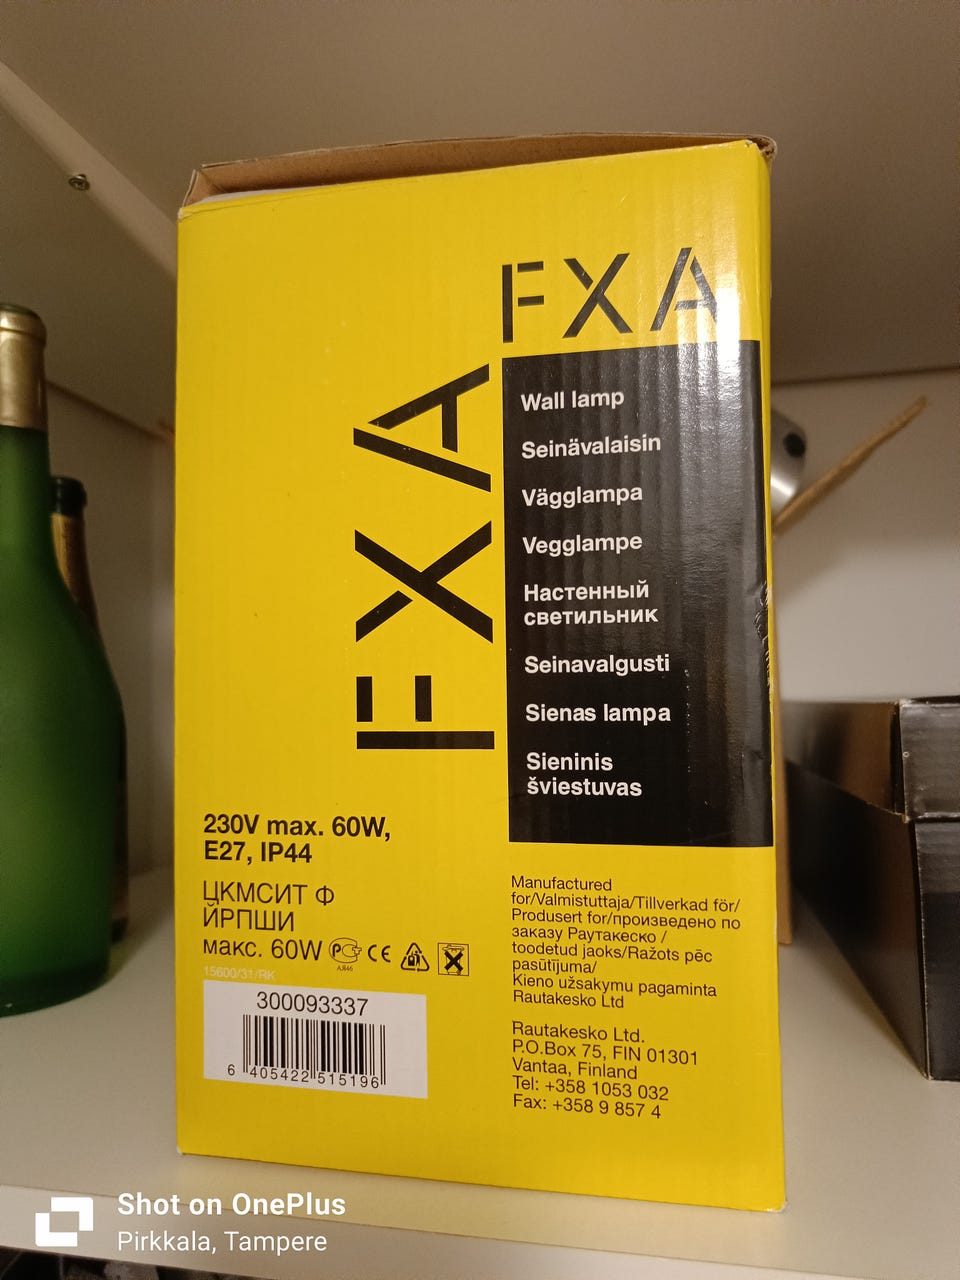 FXA
FXA
Wall lamp
Seinävalaisin
Vägglampa
Vegglampe
Настенный
светильник
Seinavalgusti
Sienas lampa
Sieninis
šviestuvas
230V max. 60W,
E27, IP44
ЦКМСИТ Ф
ЙРПШИ
макс. 60W
АЯ46
CE
15600/31/RK
300093337
6 405422 515196
Manufactured
for/Valmistuttaja/Tillverkad för/
Produsert for/произведено по
заказу Раутакеско /
toodetud jaoks/Ražots pēc
pasūtījuma/
Kieno užsakymu pagaminta
Rautakesko Ltd
Rautakesko Ltd.
P.O.Box 75, FIN 01301
Vantaa, Finland
Tel: +358 1053 032
Fax: +358 9 857 4
Shot on OnePlus
Pirkkala, Tampere